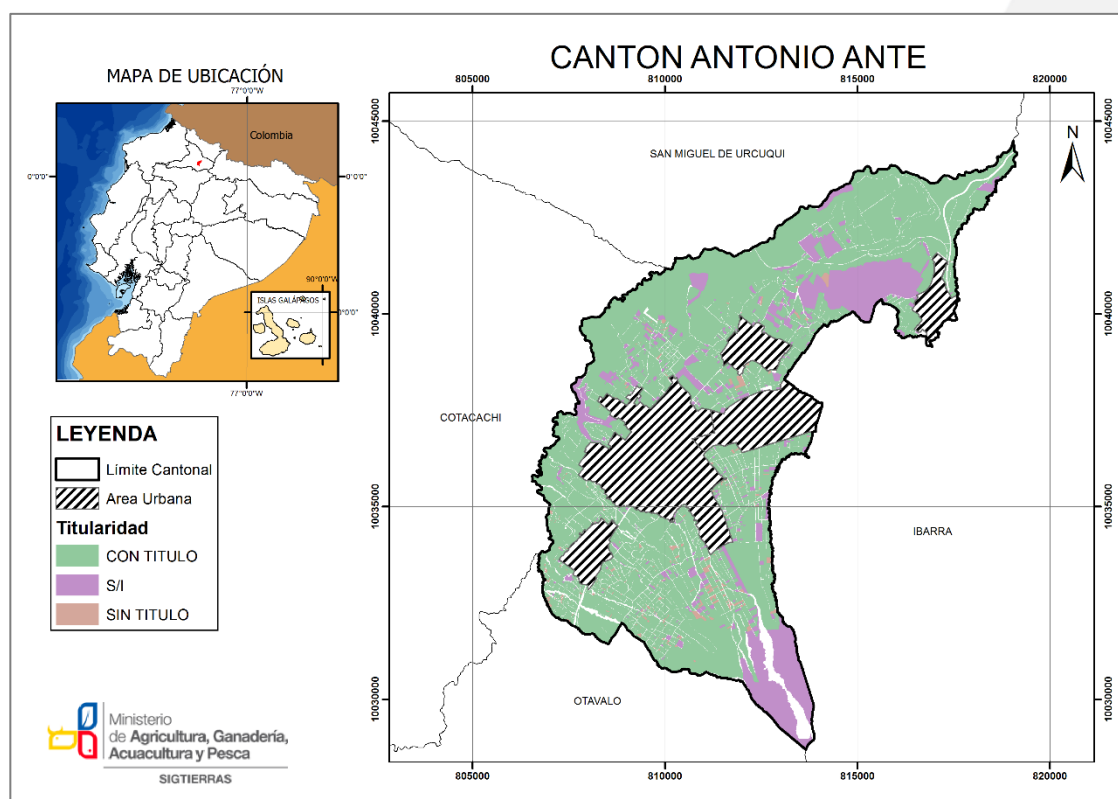 CANTON ANTONIO ANTE
MAPA DE UBICACIÓN
77°0'0"W
Colombia
0°0'0"
0°0'0"
90°0'0"W
ISLAS GALÁPAGOS
0°0'0"
77°0'0"W
805000
810000
815000
820000
10045000
10045000
SAN MIGUEL DE URCUQUI
N
10040000
10040000
COTACACHI
10035000
10035000
IBARRA
10030000
10030000
OTAVALO
805000
810000
815000
820000
LEYENDA
Límite Cantonal
Area Urbana
Titularidad
CON TITULO
S/I
SIN TITULO
Ministerio
de Agricultura, Ganadería,
Acuacultura y Pesca
SIGTIERRAS